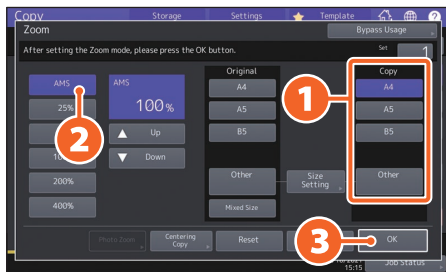 Copy Storage Settings Template
Zoom Bypass Usage
After setting the Zoom mode, please press the OK button. Set 1
Original Copy
AMS AMS A4 A4
25% 100 % A5 A5
Up B5 B5
Down
200% Other Size Setting Other
400% Mixed Size
1
2
3
Photo Zoom Centering Copy Reset OK
15:15 Job Status